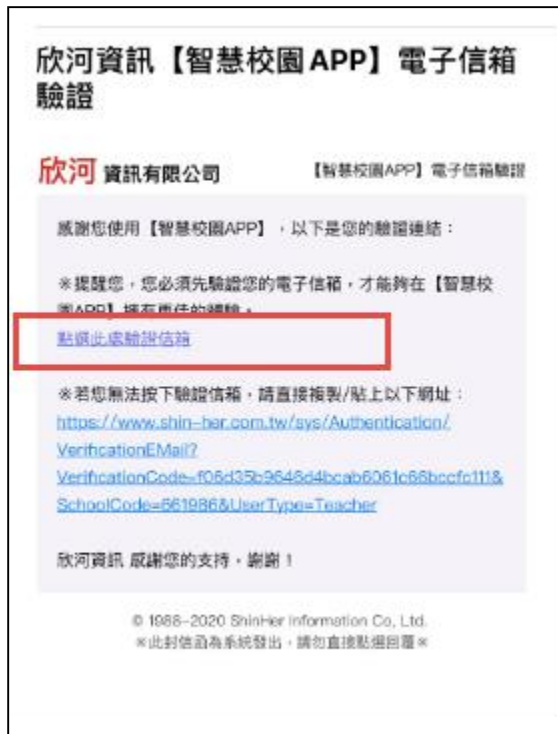 欣河資訊【智慧校園APP】電子信箱
驗證
欣河 資訊有限公司
【智慧校園APP】電子信箱驗證
感謝您使用【智慧校園APP】，以下是您的驗證連結：
※提醒您，您必須先驗證您的電子信箱，才能夠在【智慧校
園APP】擁有更佳的體驗。
點選此處驗證信箱
※若您無法按下驗證信箱，請直接複製/貼上以下網址：
https://www.shin-her.com.tw/sys/Authentication/
VerificationEMail?
SchoolCode=661986&UserType=Teacher
欣河資訊 感謝您的支持，謝謝！
© 1988–2020 ShinHer Information Co, Ltd.
※此封信函為系統發出，請勿直接點選回覆※